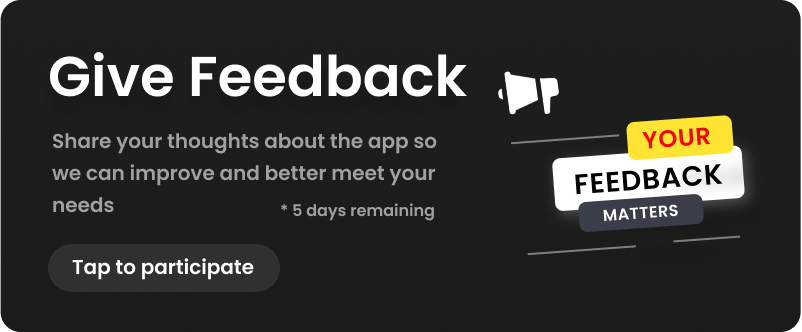 Give Feedback
Share your thoughts about the app so
we can improve and better meet your
needs
* 5 days remaining
Tap to participate
YOUR
FEEDBACK
MATTERS